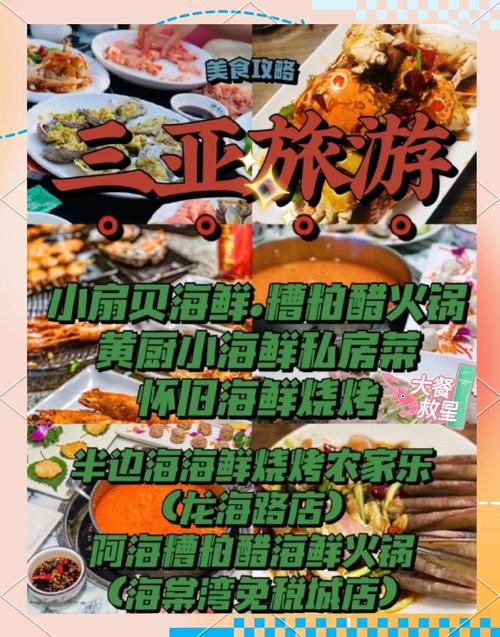 美食攻略
三亚旅游
小扇贝海鲜.糟粕醋火锅
黄厨小海鲜私房菜
怀旧海鲜烧烤
大餐
救星
半边海海鲜烧烤农家乐
(龙海路店)
阿海糟粕醋海鲜火锅
(海棠湾免税城店)